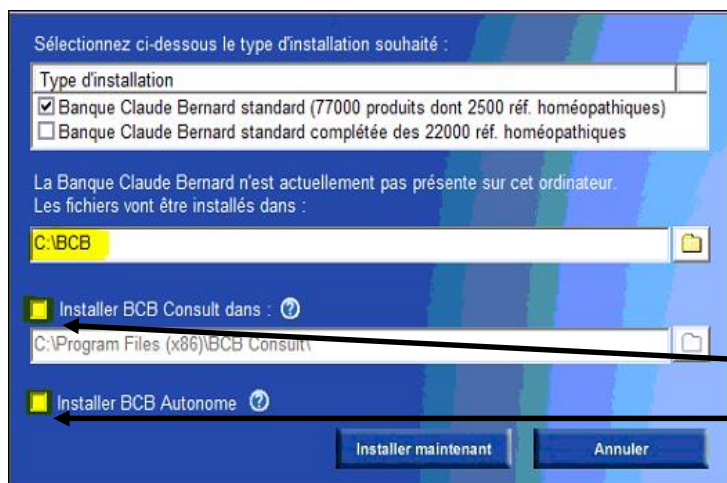 Sélectionnez ci-dessous le type d'installation souhaité :
Type d'installation
Banque Claude Bernard standard (77000 produits dont 2500 réf. homéopathiques)
Banque Claude Bernard standard complétée des 22000 réf. homéopathiques
La Banque Claude Bernard n'est actuellement pas présente sur cet ordinateur.
Les fichiers vont être installés dans :
C:\BCB
Installer BCB Consult dans : ?
C:\Program Files (x86)\BCB Consult\
Installer BCB Autonome ?
Installer maintenant Annuler